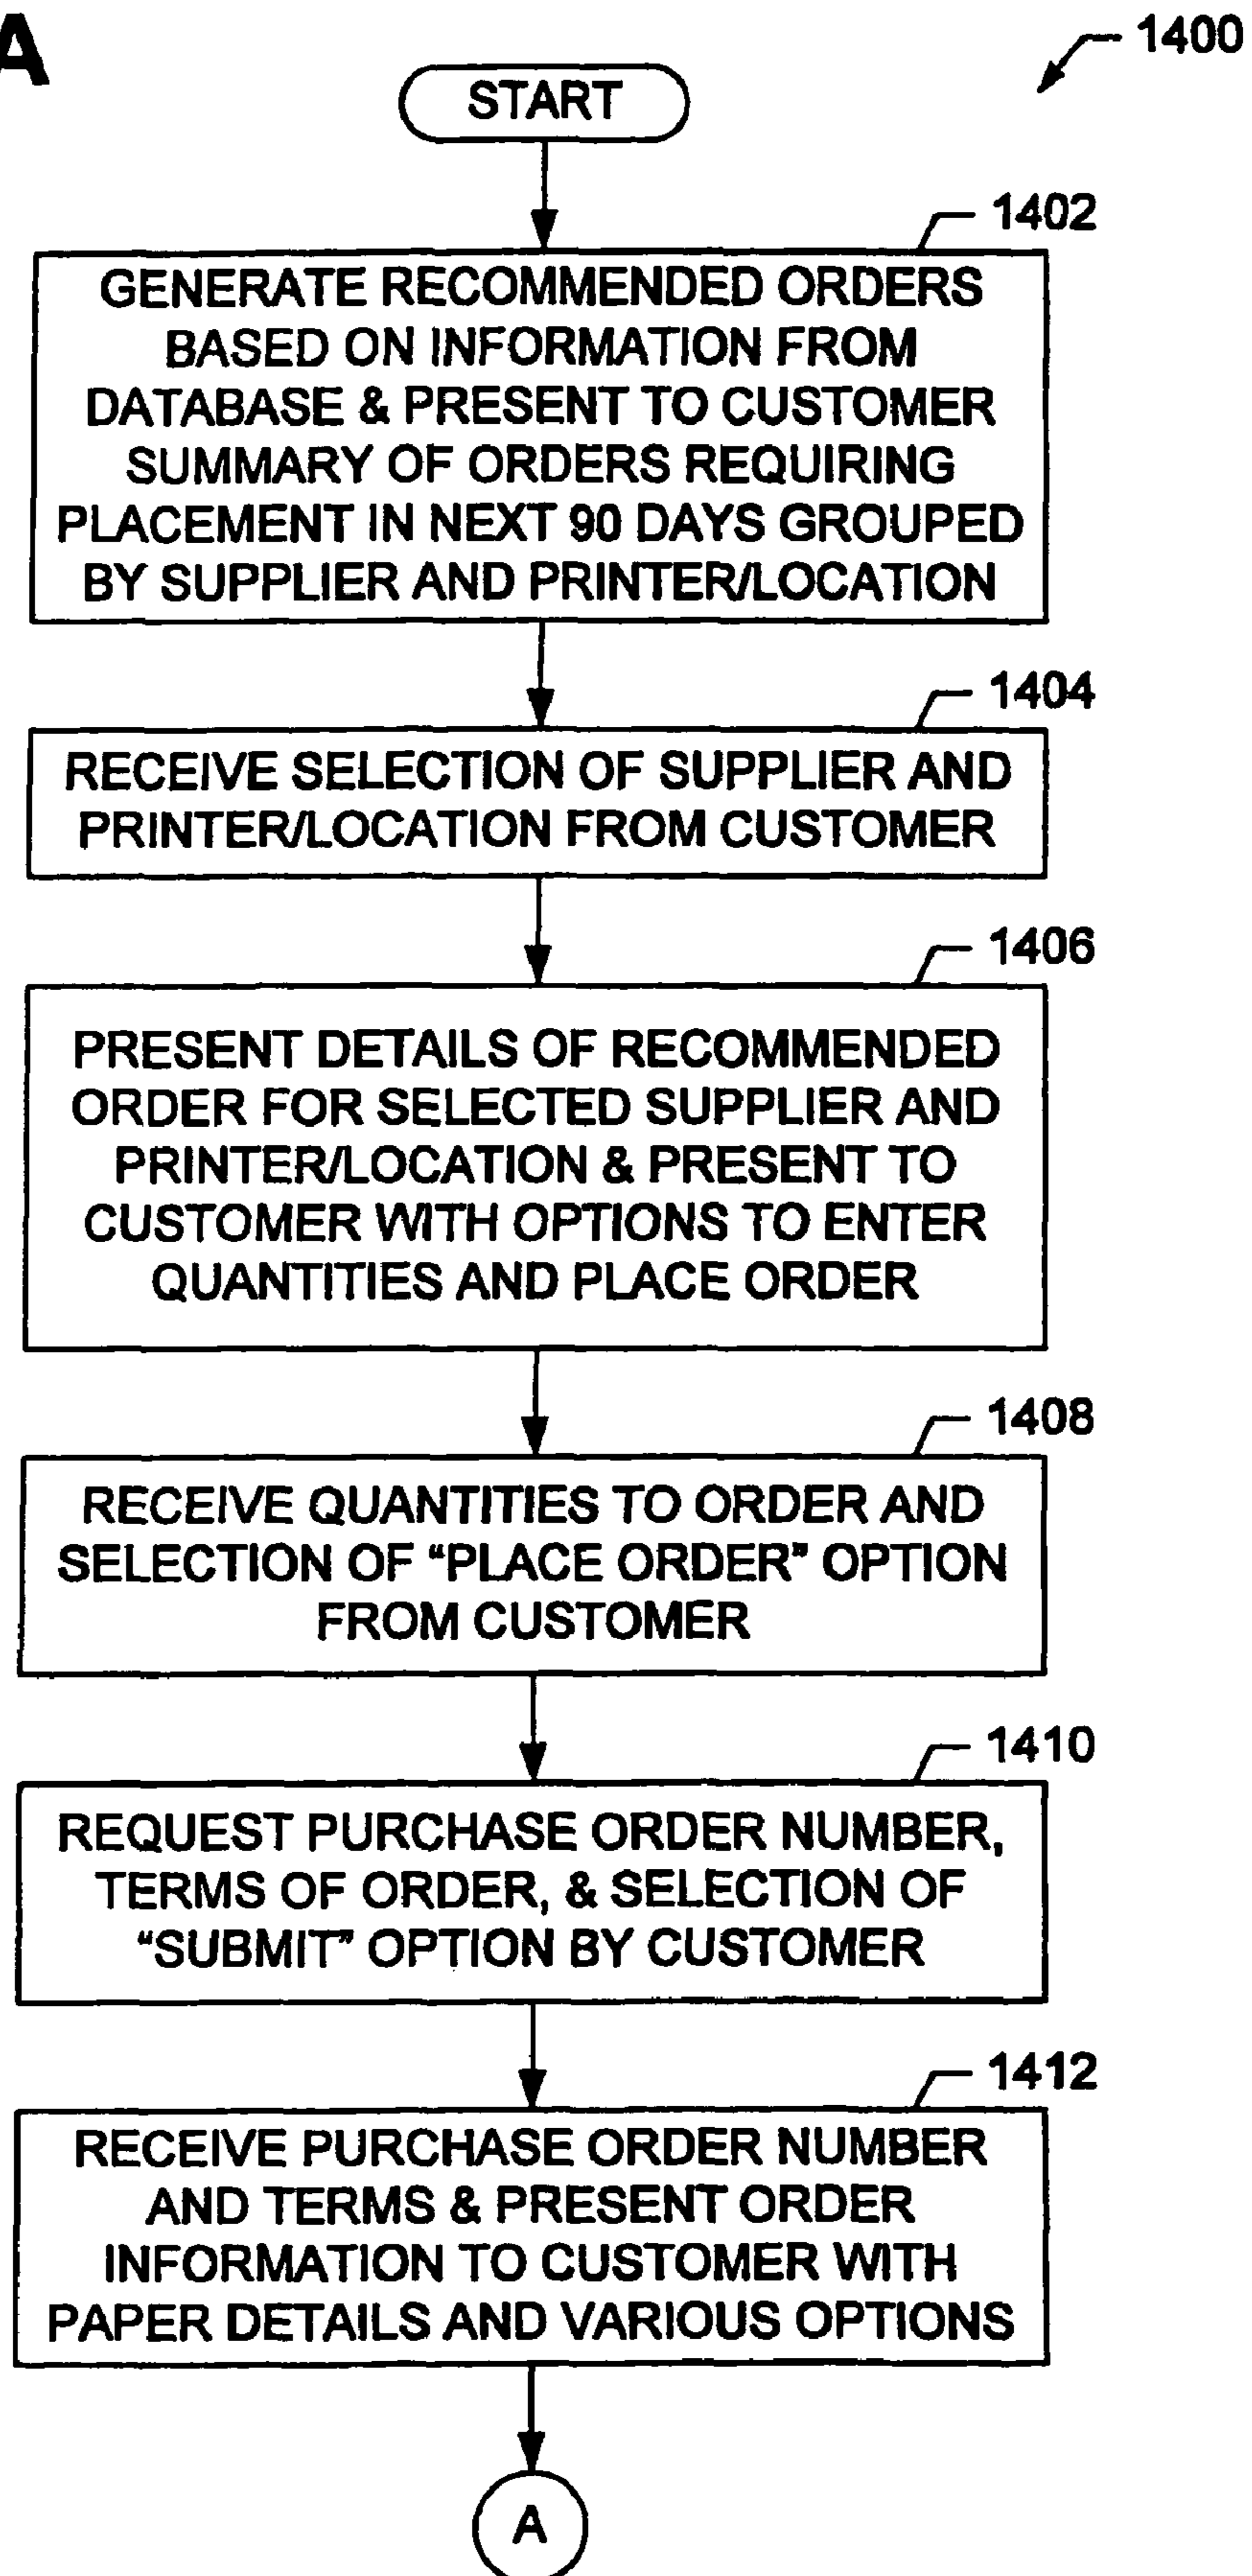 A
1400
START
1402
GENERATE RECOMMENDED ORDERS
BASED ON INFORMATION FROM
DATABASE & PRESENT TO CUSTOMER
SUMMARY OF ORDERS REQUIRING
PLACEMENT IN NEXT 90 DAYS GROUPED
BY SUPPLIER AND PRINTER/LOCATION
1404
RECEIVE SELECTION OF SUPPLIER AND
PRINTER/LOCATION FROM CUSTOMER
1406
PRESENT DETAILS OF RECOMMENDED
ORDER FOR SELECTED SUPPLIER AND
PRINTER/LOCATION & PRESENT TO
CUSTOMER WITH OPTIONS TO ENTER
QUANTITIES AND PLACE ORDER
1408
RECEIVE QUANTITIES TO ORDER AND
SELECTION OF “PLACE ORDER” OPTION
FROM CUSTOMER
1410
REQUEST PURCHASE ORDER NUMBER,
TERMS OF ORDER, & SELECTION OF
“SUBMIT” OPTION BY CUSTOMER
1412
RECEIVE PURCHASE ORDER NUMBER
AND TERMS & PRESENT ORDER
INFORMATION TO CUSTOMER WITH
PAPER DETAILS AND VARIOUS OPTIONS
A